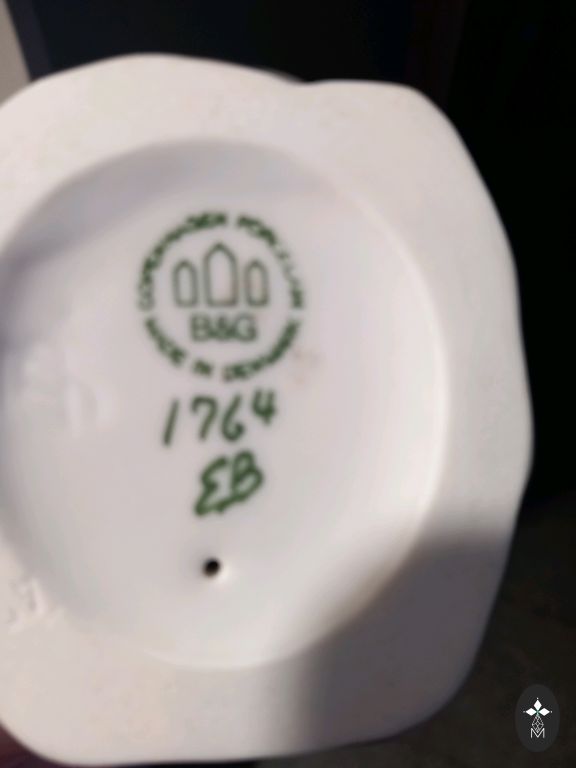 COPENHAGEN PORCELAIN
B&G
MADE IN DENMARK
1764
EB
M